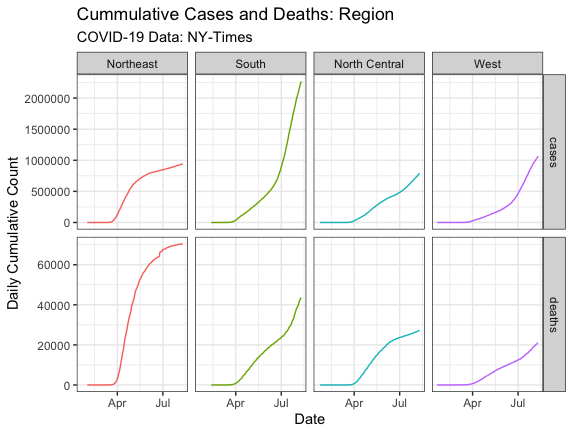 Cummulative Cases and Deaths: Region
COVID-19 Data: NY-Times
Northeast South North Central West
2000000
1500000
1000000
500000
0
cases
60000
40000
20000
0
deaths
Daily Cumulative Count
Apr Jul Apr Jul Apr Jul Apr Jul
Date